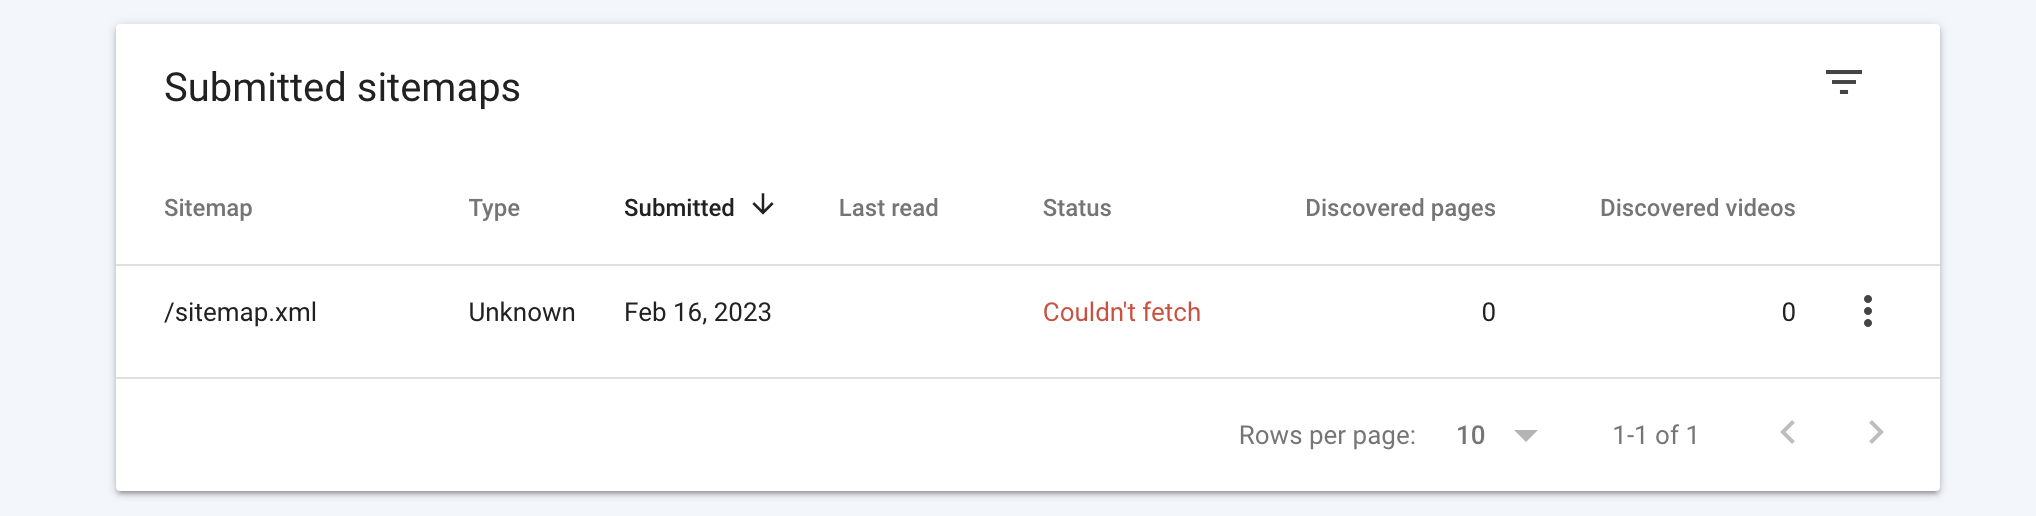 Submitted sitemaps
Sitemap Type Submitted Last read Status Discovered pages Discovered videos
/sitemap.xml Unknown Feb 16, 2023 Couldn't fetch 0 0
Rows per page: 10 1-1 of 1